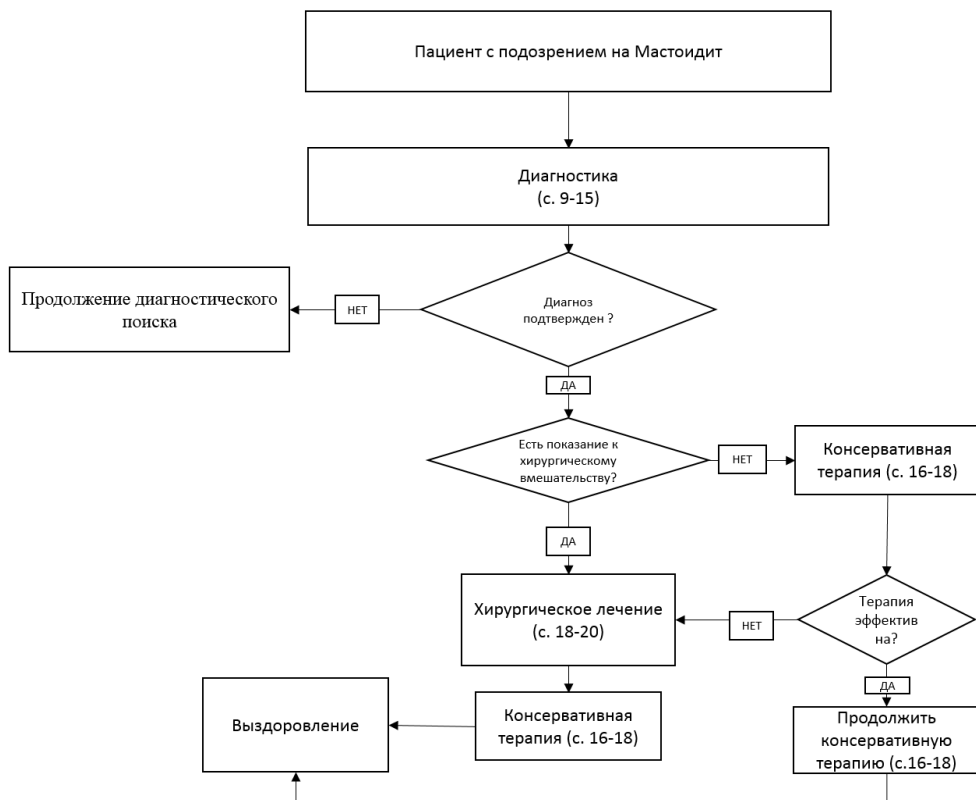 Пациент с подозрением на Мастоидит
Диагностика
(с. 9-15)
Диагноз
подтвержден ?
НЕТ
Продолжение диагностического
поиска
ДА
Есть показание к
хирургическому
вмешательству?
НЕТ
Консервативная
терапия (с. 16-18)
ДА
Терапия
эффектив
на?
НЕТ
Хирургическое лечение
(с. 18-20)
ДА
Продолжить
консервативную
терапию (с.16-18)
Консервативная
терапия (с. 16-18)
Выздоровление